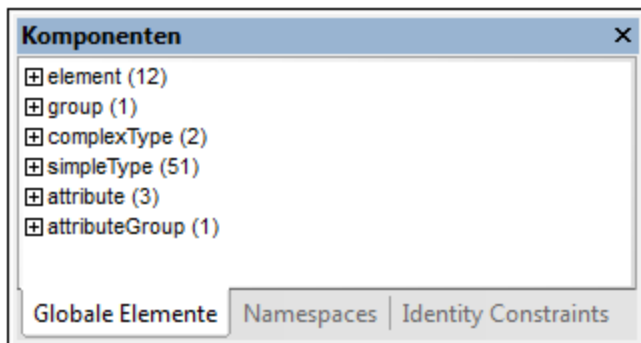 Komponenten
element (12)
group (1)
complexType (2)
simpleType (51)
attribute (3)
attributeGroup (1)
Globale Elemente Namespaces Identity Constraints